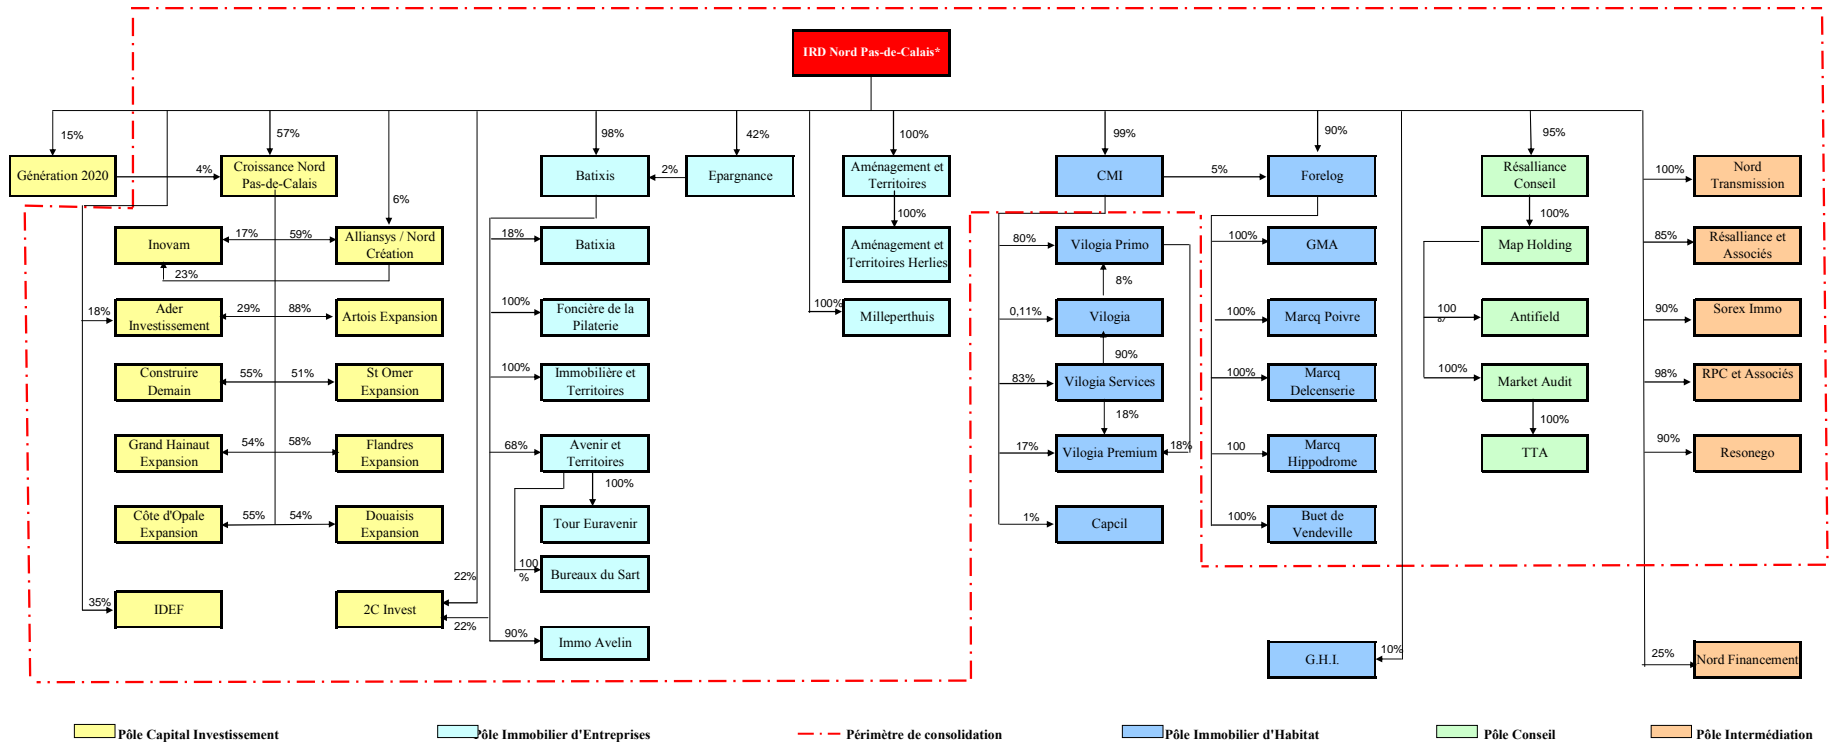 IRD Nord Pas-de-Calais*
15%
57%
98%
42%
100%
99%
90%
95%
Génération 2020
4%
Croissance Nord
Pas-de-Calais
Batixis
2%
Epargnance
Aménagement et
Territoires
CMI
5%
Forelog
Résalliance
Conseil
100%
Nord
Transmission
6%
100%
100%
Inovam
17%
59%
Alliansys / Nord
Création
18%
Batixia
Aménagement et
Territoires Herlies
80%
Vilogia Primo
100%
GMA
Map Holding
85%
Résalliance et
Associés
23%
8%
18%
Ader
Investissement
29%
88%
Artois Expansion
100%
Foncière de la
Pilaterie
100%
Milleperthuis
0,11%
Vilogia
100%
Marcq Poivre
100
Antifield
90%
Sorex Immo
90%
Construire
Demain
55%
51%
St Omer
Expansion
100%
Immobilière et
Territoires
83%
Vilogia Services
100%
Marcq
Delcenserie
100%
Market Audit
98%
RPC et Associés
18%
100%
Grand Hainaut
Expansion
54%
58%
Flandres
Expansion
68%
Avenir et
Territoires
17%
Vilogia Premium
18%
100
Marcq
Hippodrome
TTA
90%
Resonego
100%
Côte d'Opale
Expansion
55%
54%
Douaisis
Expansion
Tour Euravenir
1%
Capcil
100%
Buet de
Vendeville
100
%
Bureaux du Sart
22%
35%
IDEF
2C Invest
22%
90%
Immo Avelin
G.H.I.
10%
25%
Nord Financement
Pôle Capital Investissement
Pôle Immobilier d'Entreprises
Périmètre de consolidation
Pôle Immobilier d'Habitat
Pôle Conseil
Pôle Intermédiation